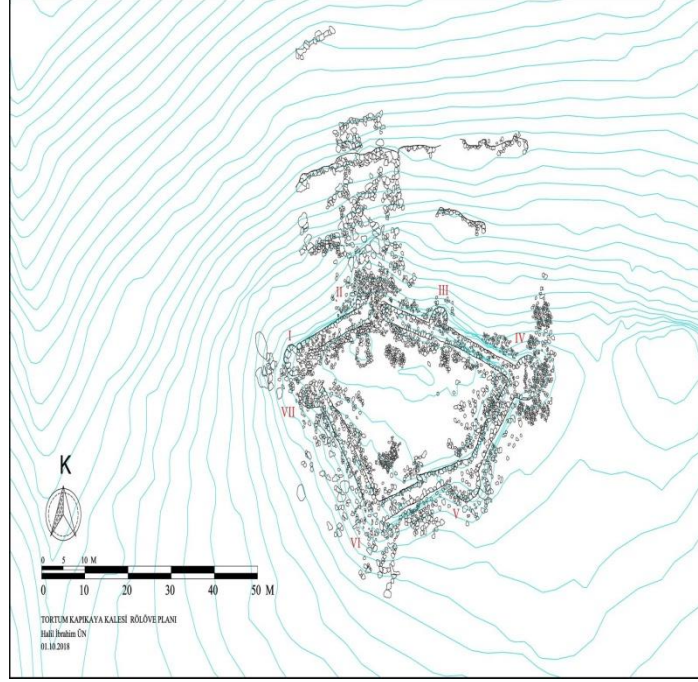 II
III
I
IV
VII
V
VI
K
0 5 10 M
0 10 20 30 40 50 M
TORTUM KAPIKAYA KALESİ RÖLÖVE PLANI
Halil İbrahim ÜN
01.10.2018